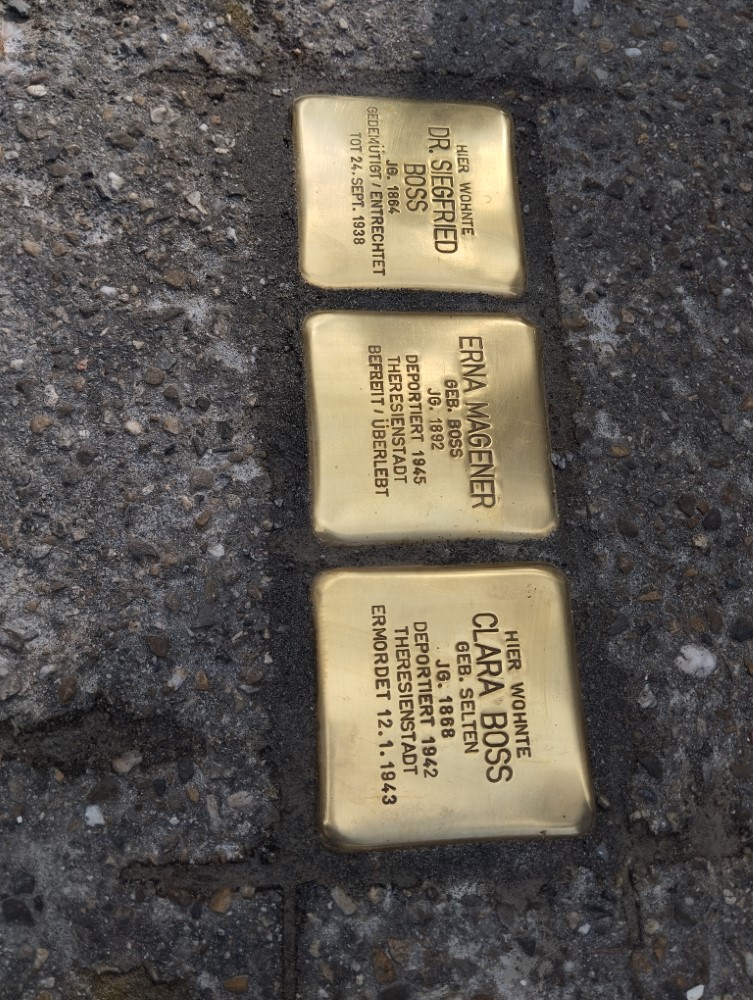 HIER WOHNTE
DR. SIEGFRIED
BOSS
JG. 1864
GEDEMÜTIGT / ENTRECHTET
TOT 24. SEPT. 1938
ERNA MAGENER
GEB. BOSS
JG. 1892
DEPORTIERT 1945
THERESIENSTADT
BEFREIT / ÜBERLEBT
HIER WOHNTE
CLARA BOSS
GEB. SELTEN
JG. 1868
DEPORTIERT 1942
THERESIENSTADT
ERMORDET 12.1.1943